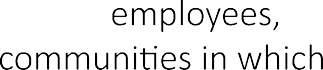 employees,
communities in which